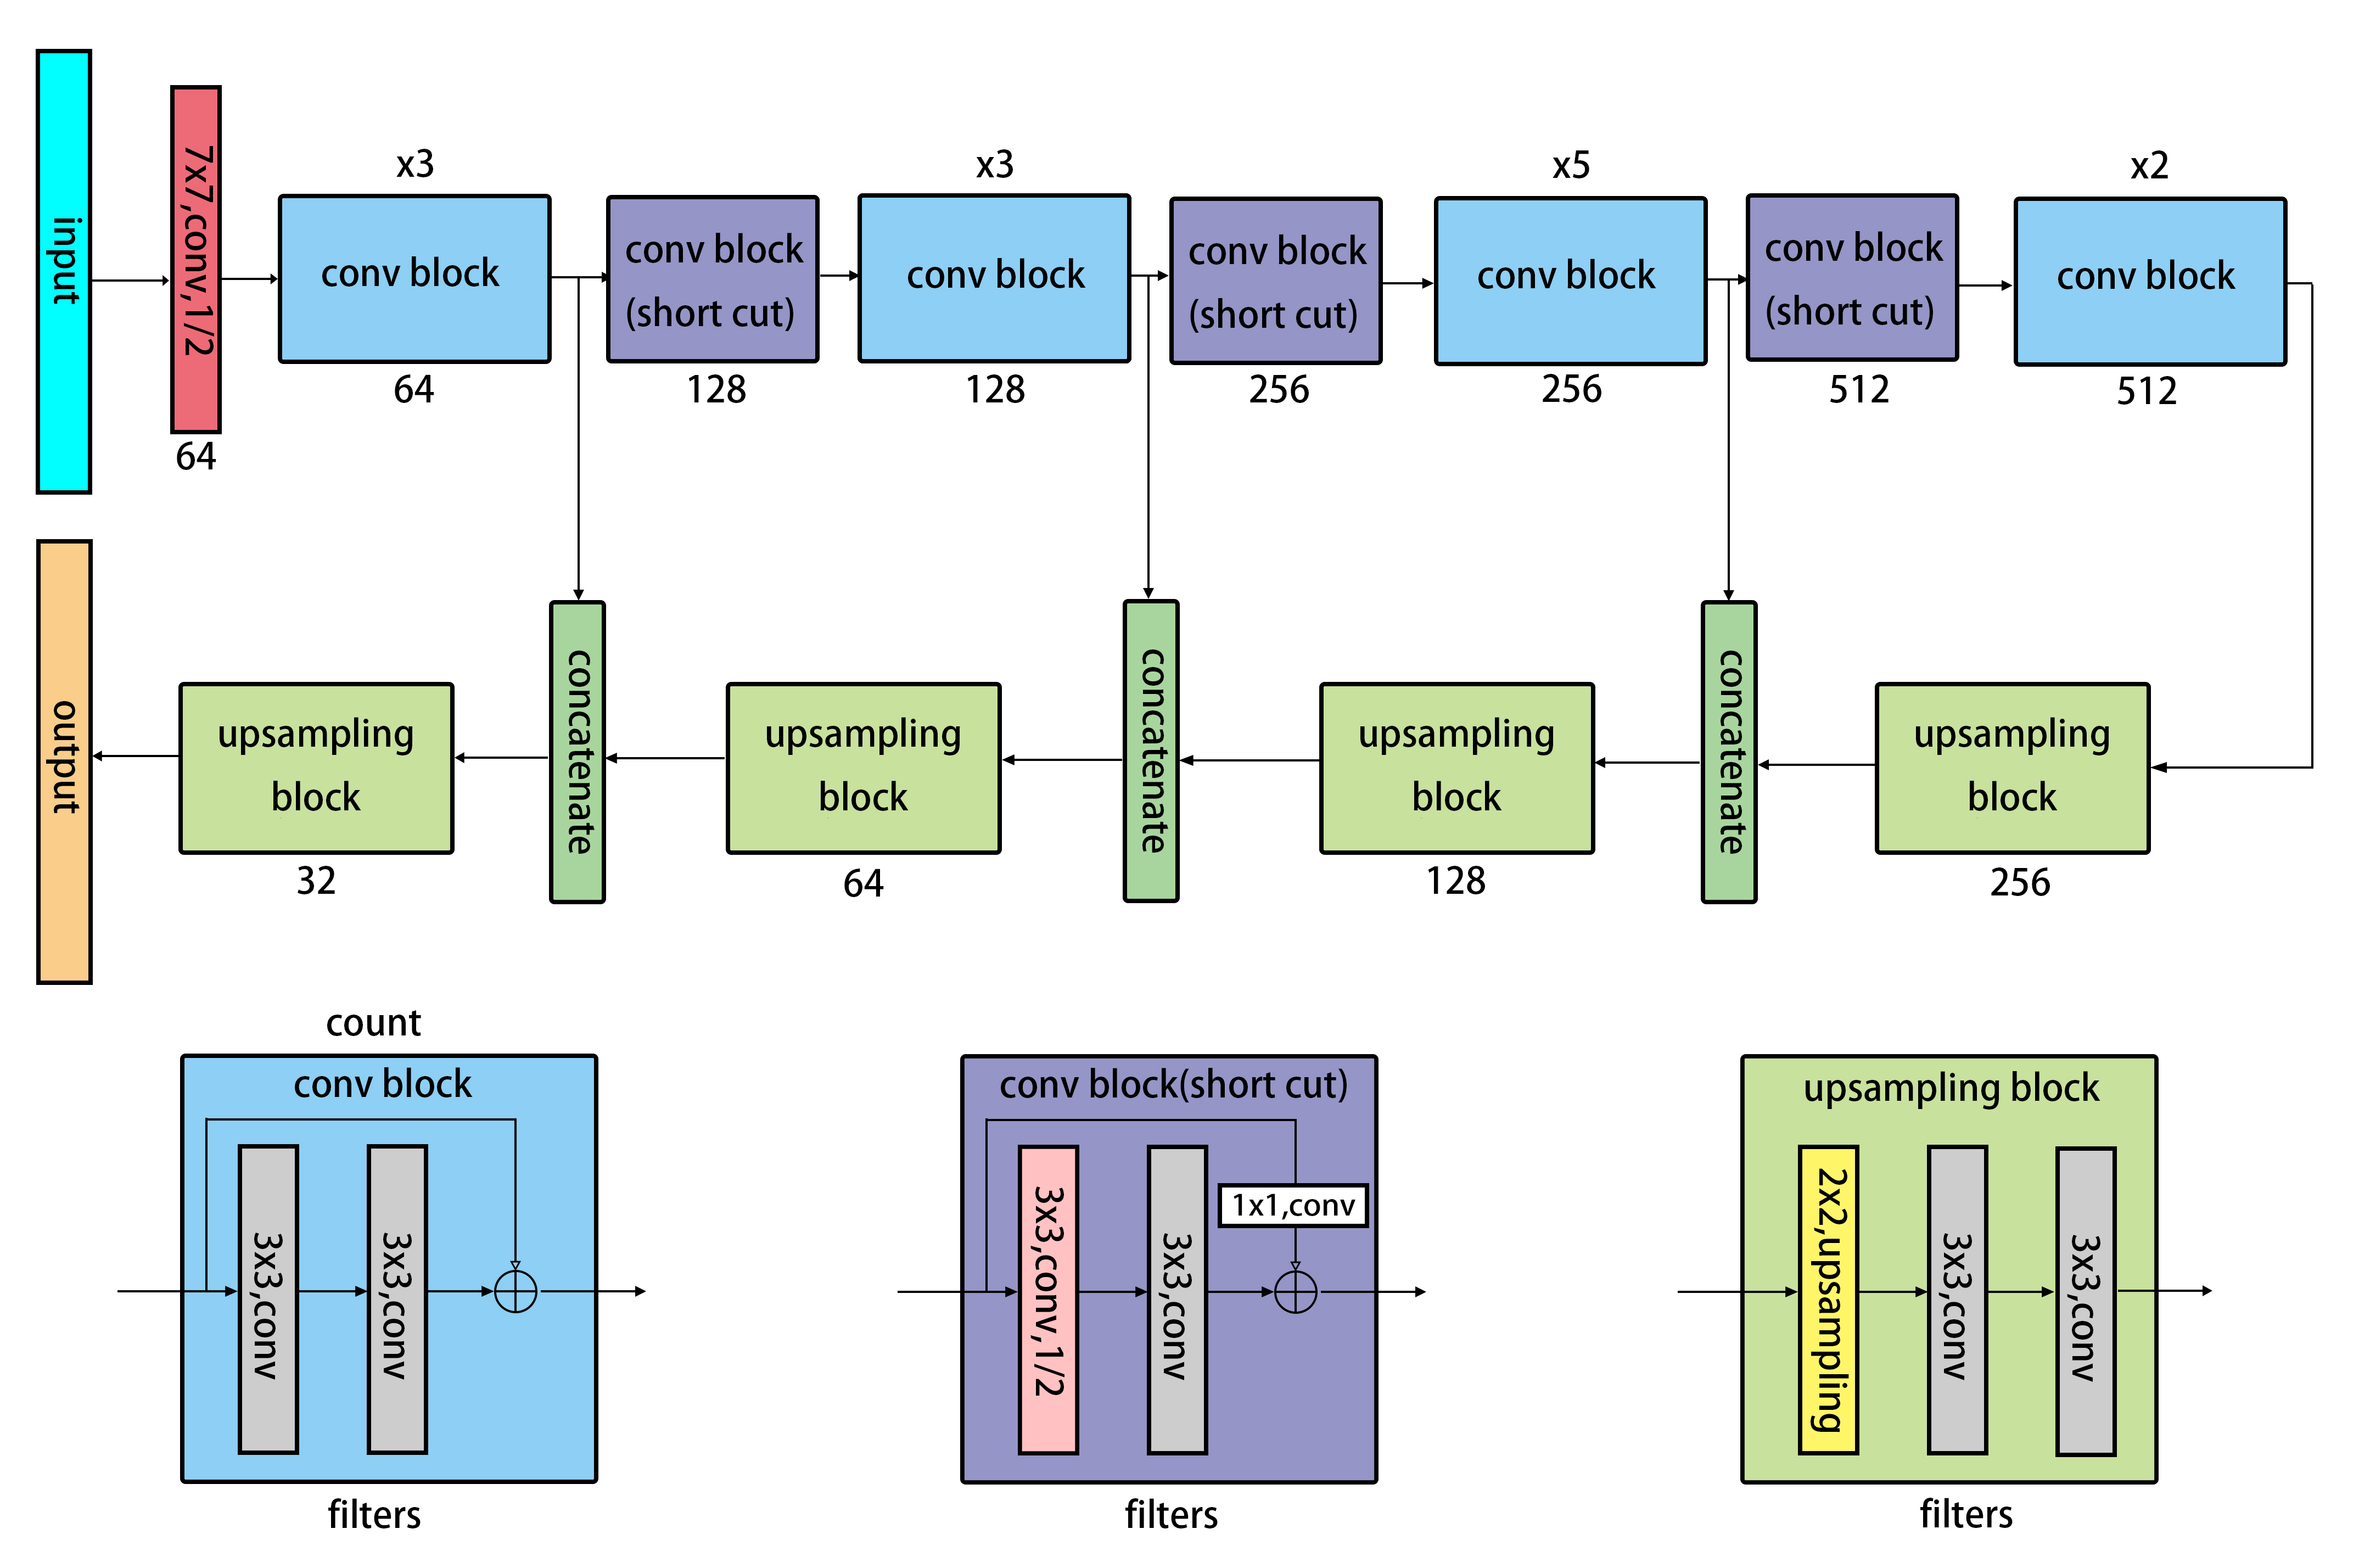 input
7x7,conv,1/2
64
x3
conv block
64
conv block
(short cut)
128
x3
conv block
128
conv block
(short cut)
256
x5
conv block
256
conv block
(short cut)
512
x2
conv block
512
output
upsampling
block
32
concatenate
upsampling
block
64
concatenate
upsampling
block
128
concatenate
upsampling
block
256
count
conv block
3x3,conv
3x3,conv
filters
conv block(short cut)
3x3,conv,1/2
3x3,conv
1x1,conv
filters
upsampling block
2x2,upsampling
3x3,conv
3x3,conv
filters